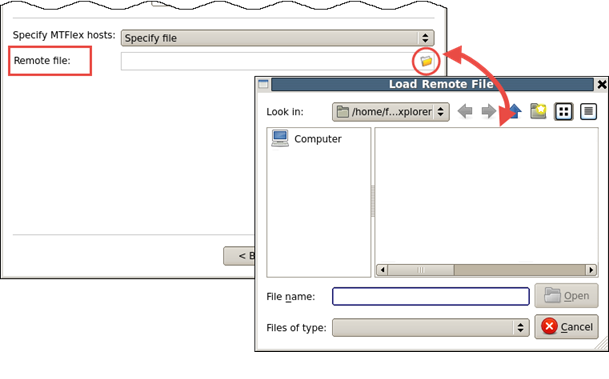 Specify MTFlex hosts: Specify file
Remote file:
Load Remote File
Look in: /home/f...xplorer
Computer
< B
File name: Open
Files of type: Cancel